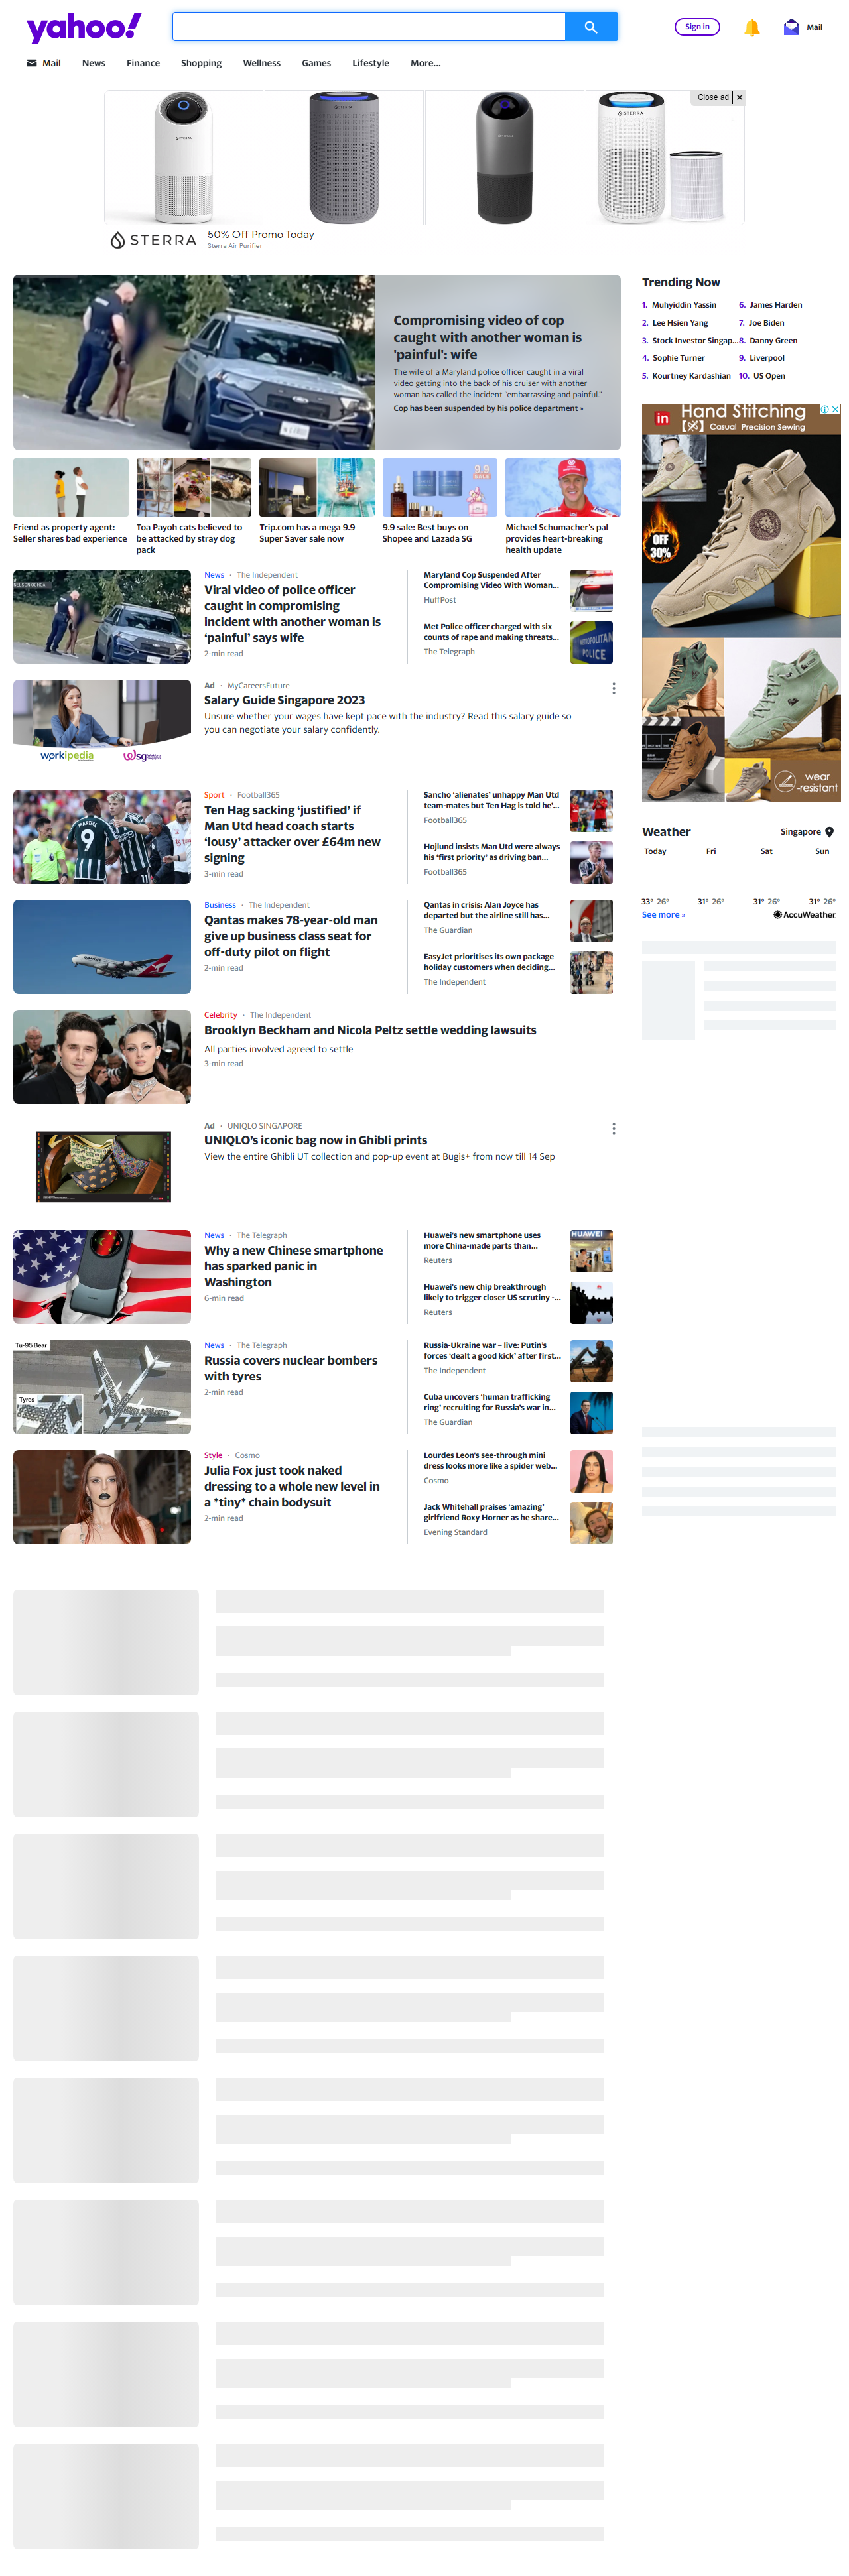 yahoo!
Sign in
Mail
Mail
News
Finance
Shopping
Wellness
Games
Lifestyle
More...
Close ad
STERRA
STERRA
50% Off Promo Today
Sterra Air Purifier
Compromising video of cop
caught with another woman is
'painful': wife
The wife of a Maryland police officer caught in a viral
video getting into the back of his cruiser with another
woman has called the incident "embarrassing and painful."
Cop has been suspended by his police department »
Friend as property agent:
Seller shares bad experience
Toa Payoh cats believed to
be attacked by stray dog
pack
Trip.com has a mega 9.9
Super Saver sale now
9.9
SALE
9.9 sale: Best buys on
Shopee and Lazada SG
Michael Schumacher's pal
provides heart-breaking
health update
NELSON OCHOA
News · The Independent
Viral video of police officer
caught in compromising
incident with another woman is
‘painful’ says wife
2-min read
Maryland Cop Suspended After
Compromising Video With Woman...
HuffPost
Met Police officer charged with six
counts of rape and making threats...
The Telegraph
METROPOLITAN
POLICE
workipedia
Wsg
Ad · MyCareersFuture
Salary Guide Singapore 2023
Unsure whether your wages have kept pace with the industry? Read this salary guide so
you can negotiate your salary confidently.
MARTIAL
9
Sport · Football365
Ten Hag sacking ‘justified’ if
Man Utd head coach starts
‘lousy’ attacker over £64m new
signing
3-min read
Sancho ‘alienates’ unhappy Man Utd
team-mates but Ten Hag is told he’...
Football365
Hojlund insists Man Utd were always
his ‘first priority’ as driving ban...
Football365
Business · The Independent
Qantas makes 78-year-old man
give up business class seat for
off-duty pilot on flight
2-min read
Qantas in crisis: Alan Joyce has
departed but the airline still has...
The Guardian
EasyJet prioritises its own package
holiday customers when deciding...
The Independent
Celebrity · The Independent
Brooklyn Beckham and Nicola Peltz settle wedding lawsuits
All parties involved agreed to settle
3-min read
Ad · UNIQLO SINGAPORE
UNIQLO’s iconic bag now in Ghibli prints
View the entire Ghibli UT collection and pop-up event at Bugis+ from now till 14 Sep
News · The Telegraph
Why a new Chinese smartphone
has sparked panic in
Washington
6-min read
Huawei's new smartphone uses
more China-made parts than...
Reuters
HUAWEI
Huawei's new chip breakthrough
likely to trigger closer US scrutiny -...
Reuters
Tu-95 Bear
Tyres
News · The Telegraph
Russia covers nuclear bombers
with tyres
2-min read
Russia-Ukraine war – live: Putin’s
forces ‘dealt a good kick’ after first...
The Independent
Cuba uncovers ‘human trafficking
ring’ recruiting for Russia’s war in...
The Guardian
Style · Cosmo
Julia Fox just took naked
dressing to a whole new level in
a *tiny* chain bodysuit
2-min read
Lourdes Leon's see-through mini
dress looks more like a spider web...
Cosmo
Jack Whitehall praises ‘amazing’
girlfriend Roxy Horner as he share...
Evening Standard
Trending Now
1. Muhyiddin Yassin
2. Lee Hsien Yang
3. Stock Investor Singap...
4. Sophie Turner
5. Kourtney Kardashian
6. James Harden
7. Joe Biden
8. Danny Green
9. Liverpool
10. US Open
in
Hand Stitching
Casual Precision Sewing
OFF
30%
wear
-resistant
Weather
Singapore
Today
Fri
Sat
Sun
33° 26°
31° 26°
31° 26°
31° 26°
See more »
AccuWeather